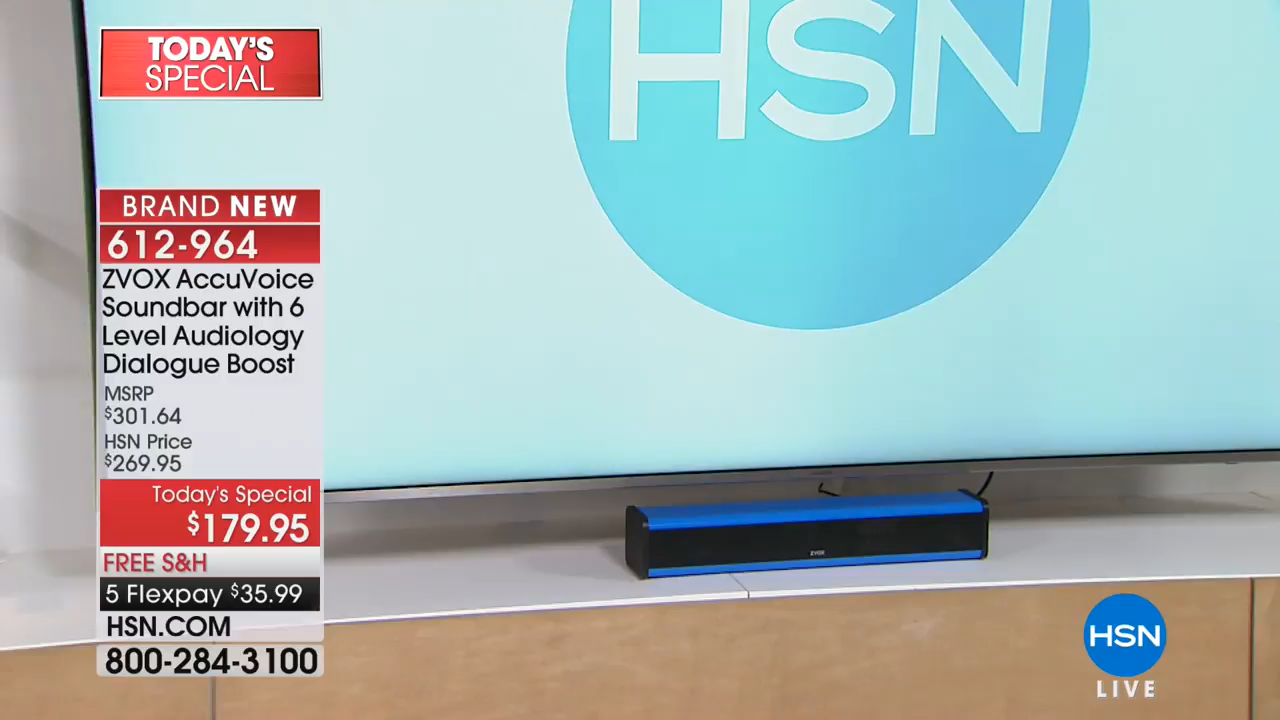 TODAY'S
SPECIAL
HSN
BRAND NEW
612-964
ZVOX AccuVoice
Soundbar with 6
Level Audiology
Dialogue Boost
MSRP
$301.64
HSN Price
$269.95
Today's Special
$179.95
FREE S&H
5 Flexpay $35.99
HSN.COM
800-284-3100
ZVOX
HSN
LIVE